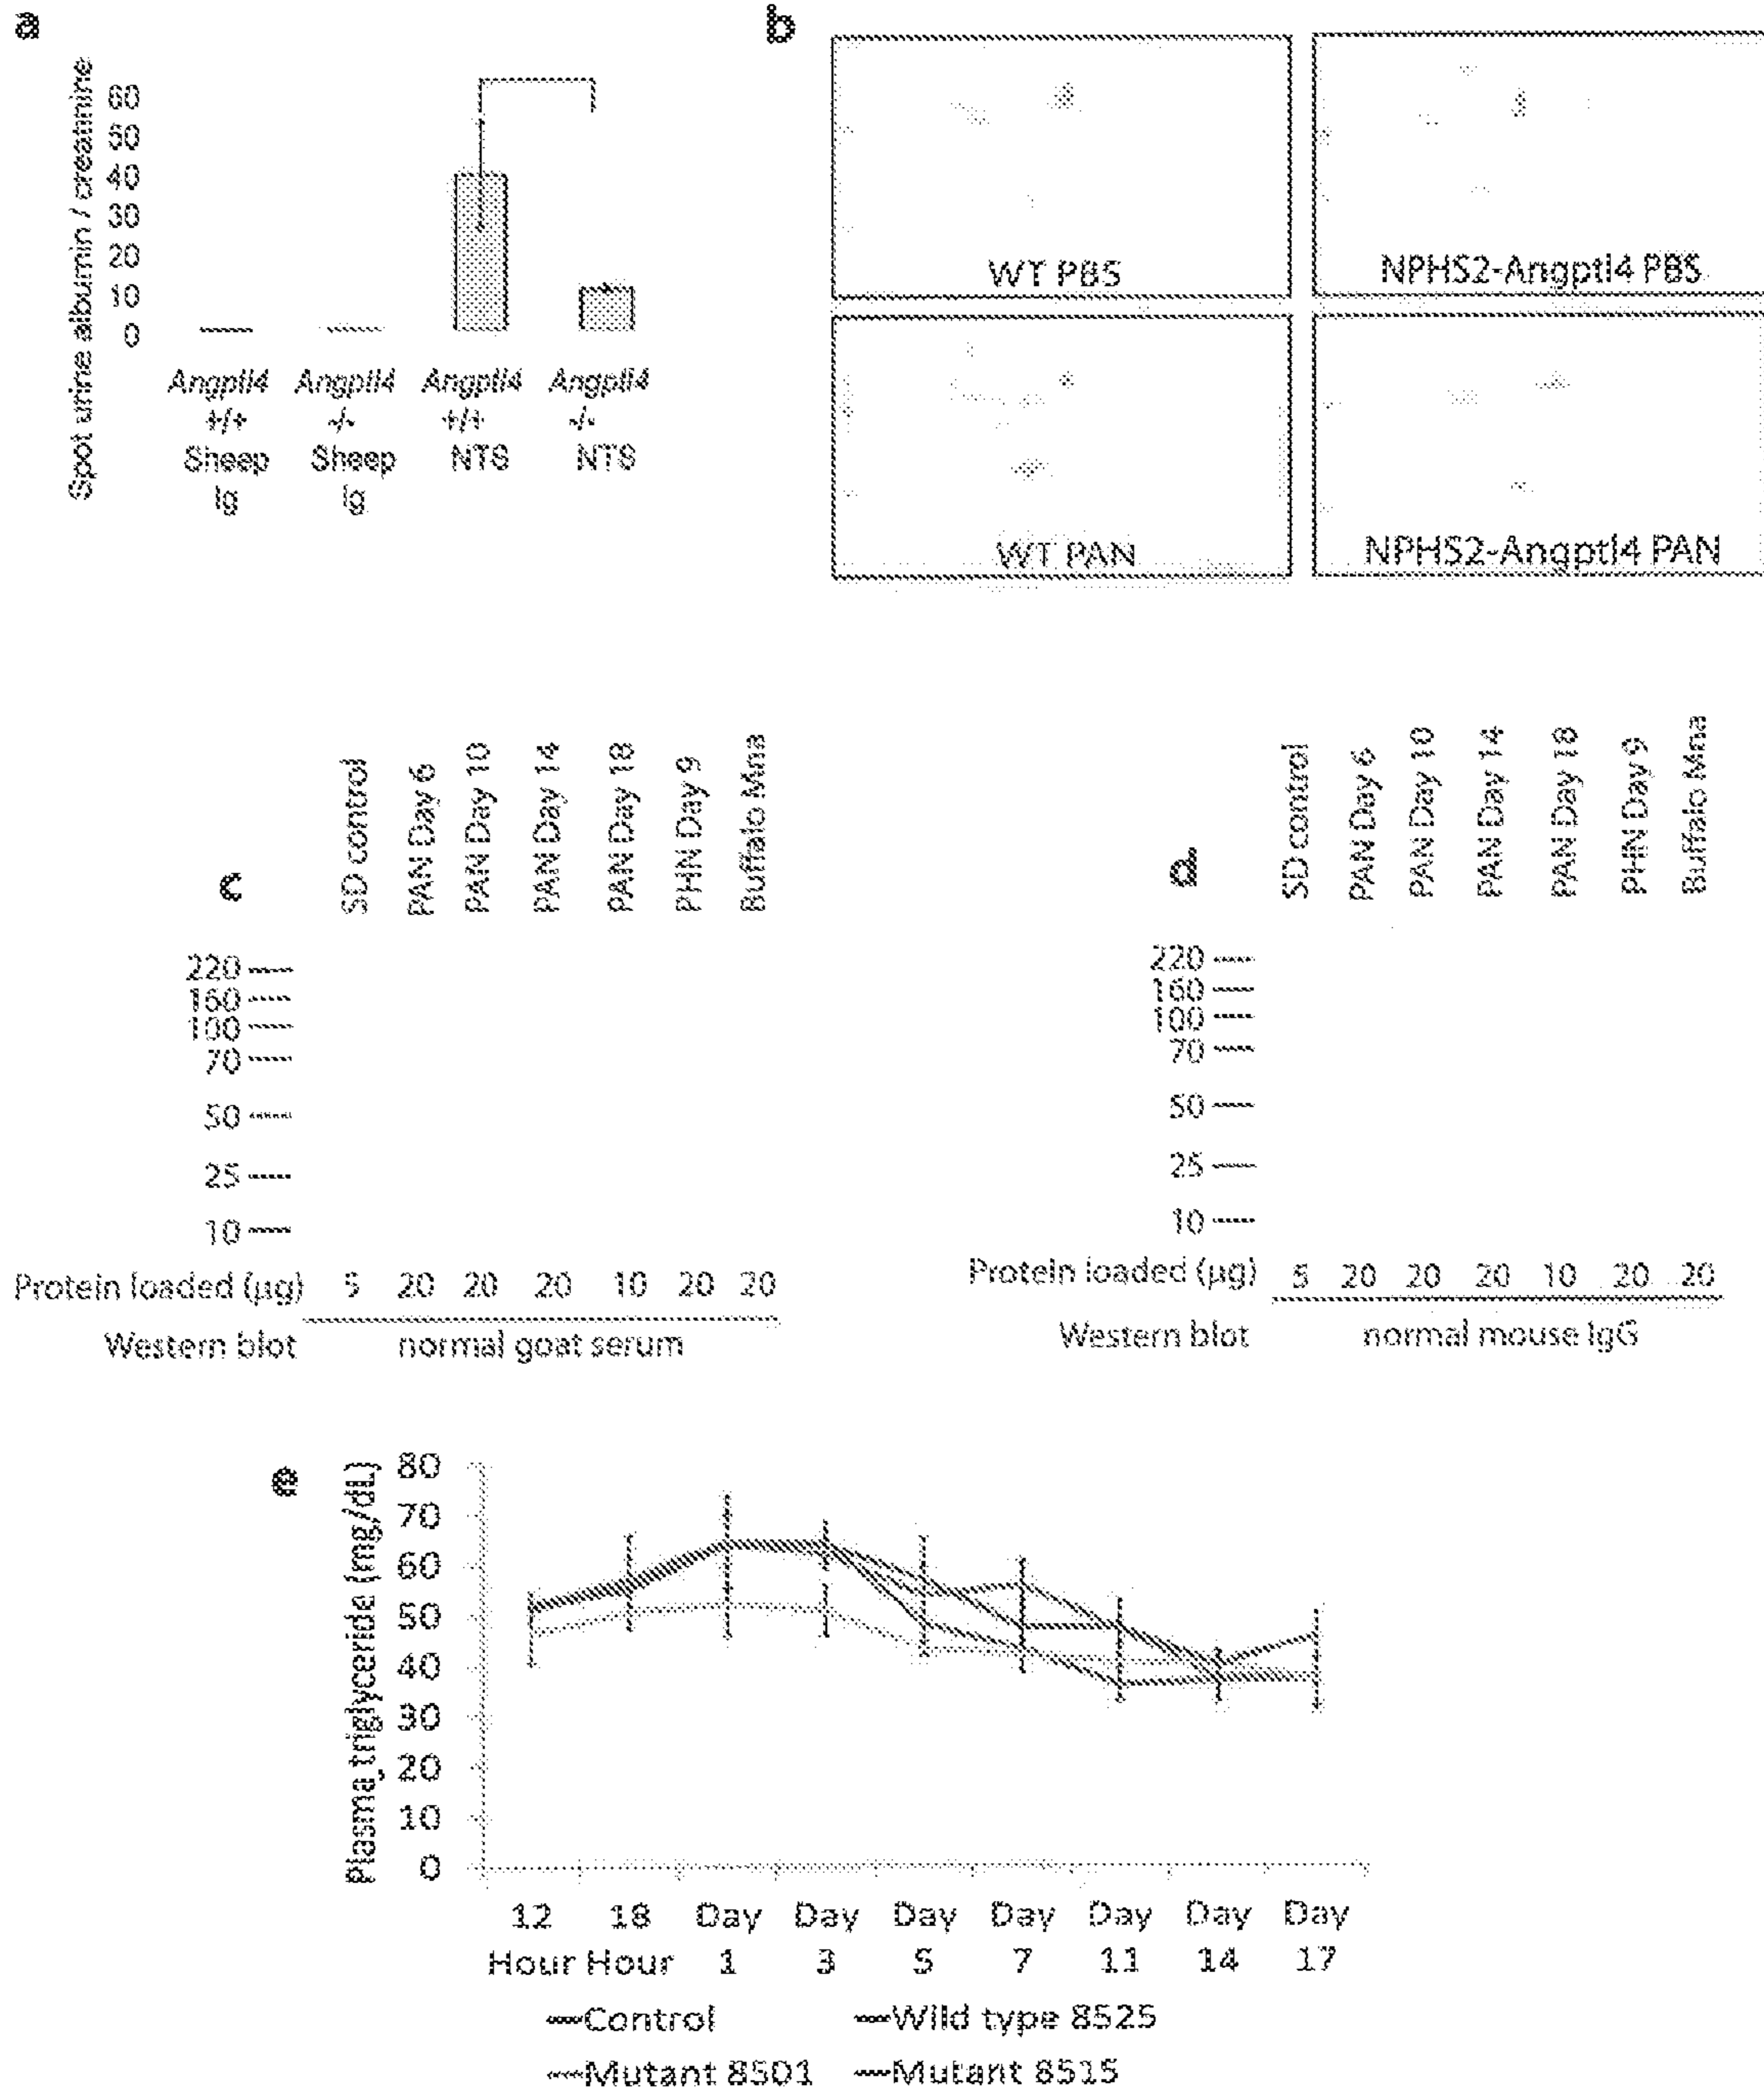 a
Spot urine albumin / creatinine
60
50
40
30
20
10
0
Angptl4 Angptl4 Angptl4 Angptl4
+/+ -/- +/+ -/-
Sheep Sheep NTS NTS
Ig Ig
b
WT PBS
NPHS2-Angptl4 PBS
WT PAN
NPHS2-Angptl4 PAN
c
SD control
PAN Day 6
PAN Day 10
PAN Day 14
PAN Day 18
PHN Day 9
Buffalo Mna
220
160
100
70
50
25
10
Protein loaded (µg) 5 20 20 20 10 20 20
Western blot normal goat serum
d
SD control
PAN Day 6
PAN Day 10
PAN Day 14
PAN Day 18
PHN Day 9
Buffalo Mna
220
160
100
70
50
25
10
Protein loaded (µg) 5 20 20 20 10 20 20
Western blot normal mouse IgG
e
Plasma triglyceride (mg/dL)
80
70
60
50
40
30
20
10
0
12 18 Day Day Day Day Day Day Day
Hour Hour 1 3 5 7 11 14 17
Control Wild type 8525
Mutant 8501 Mutant 8515